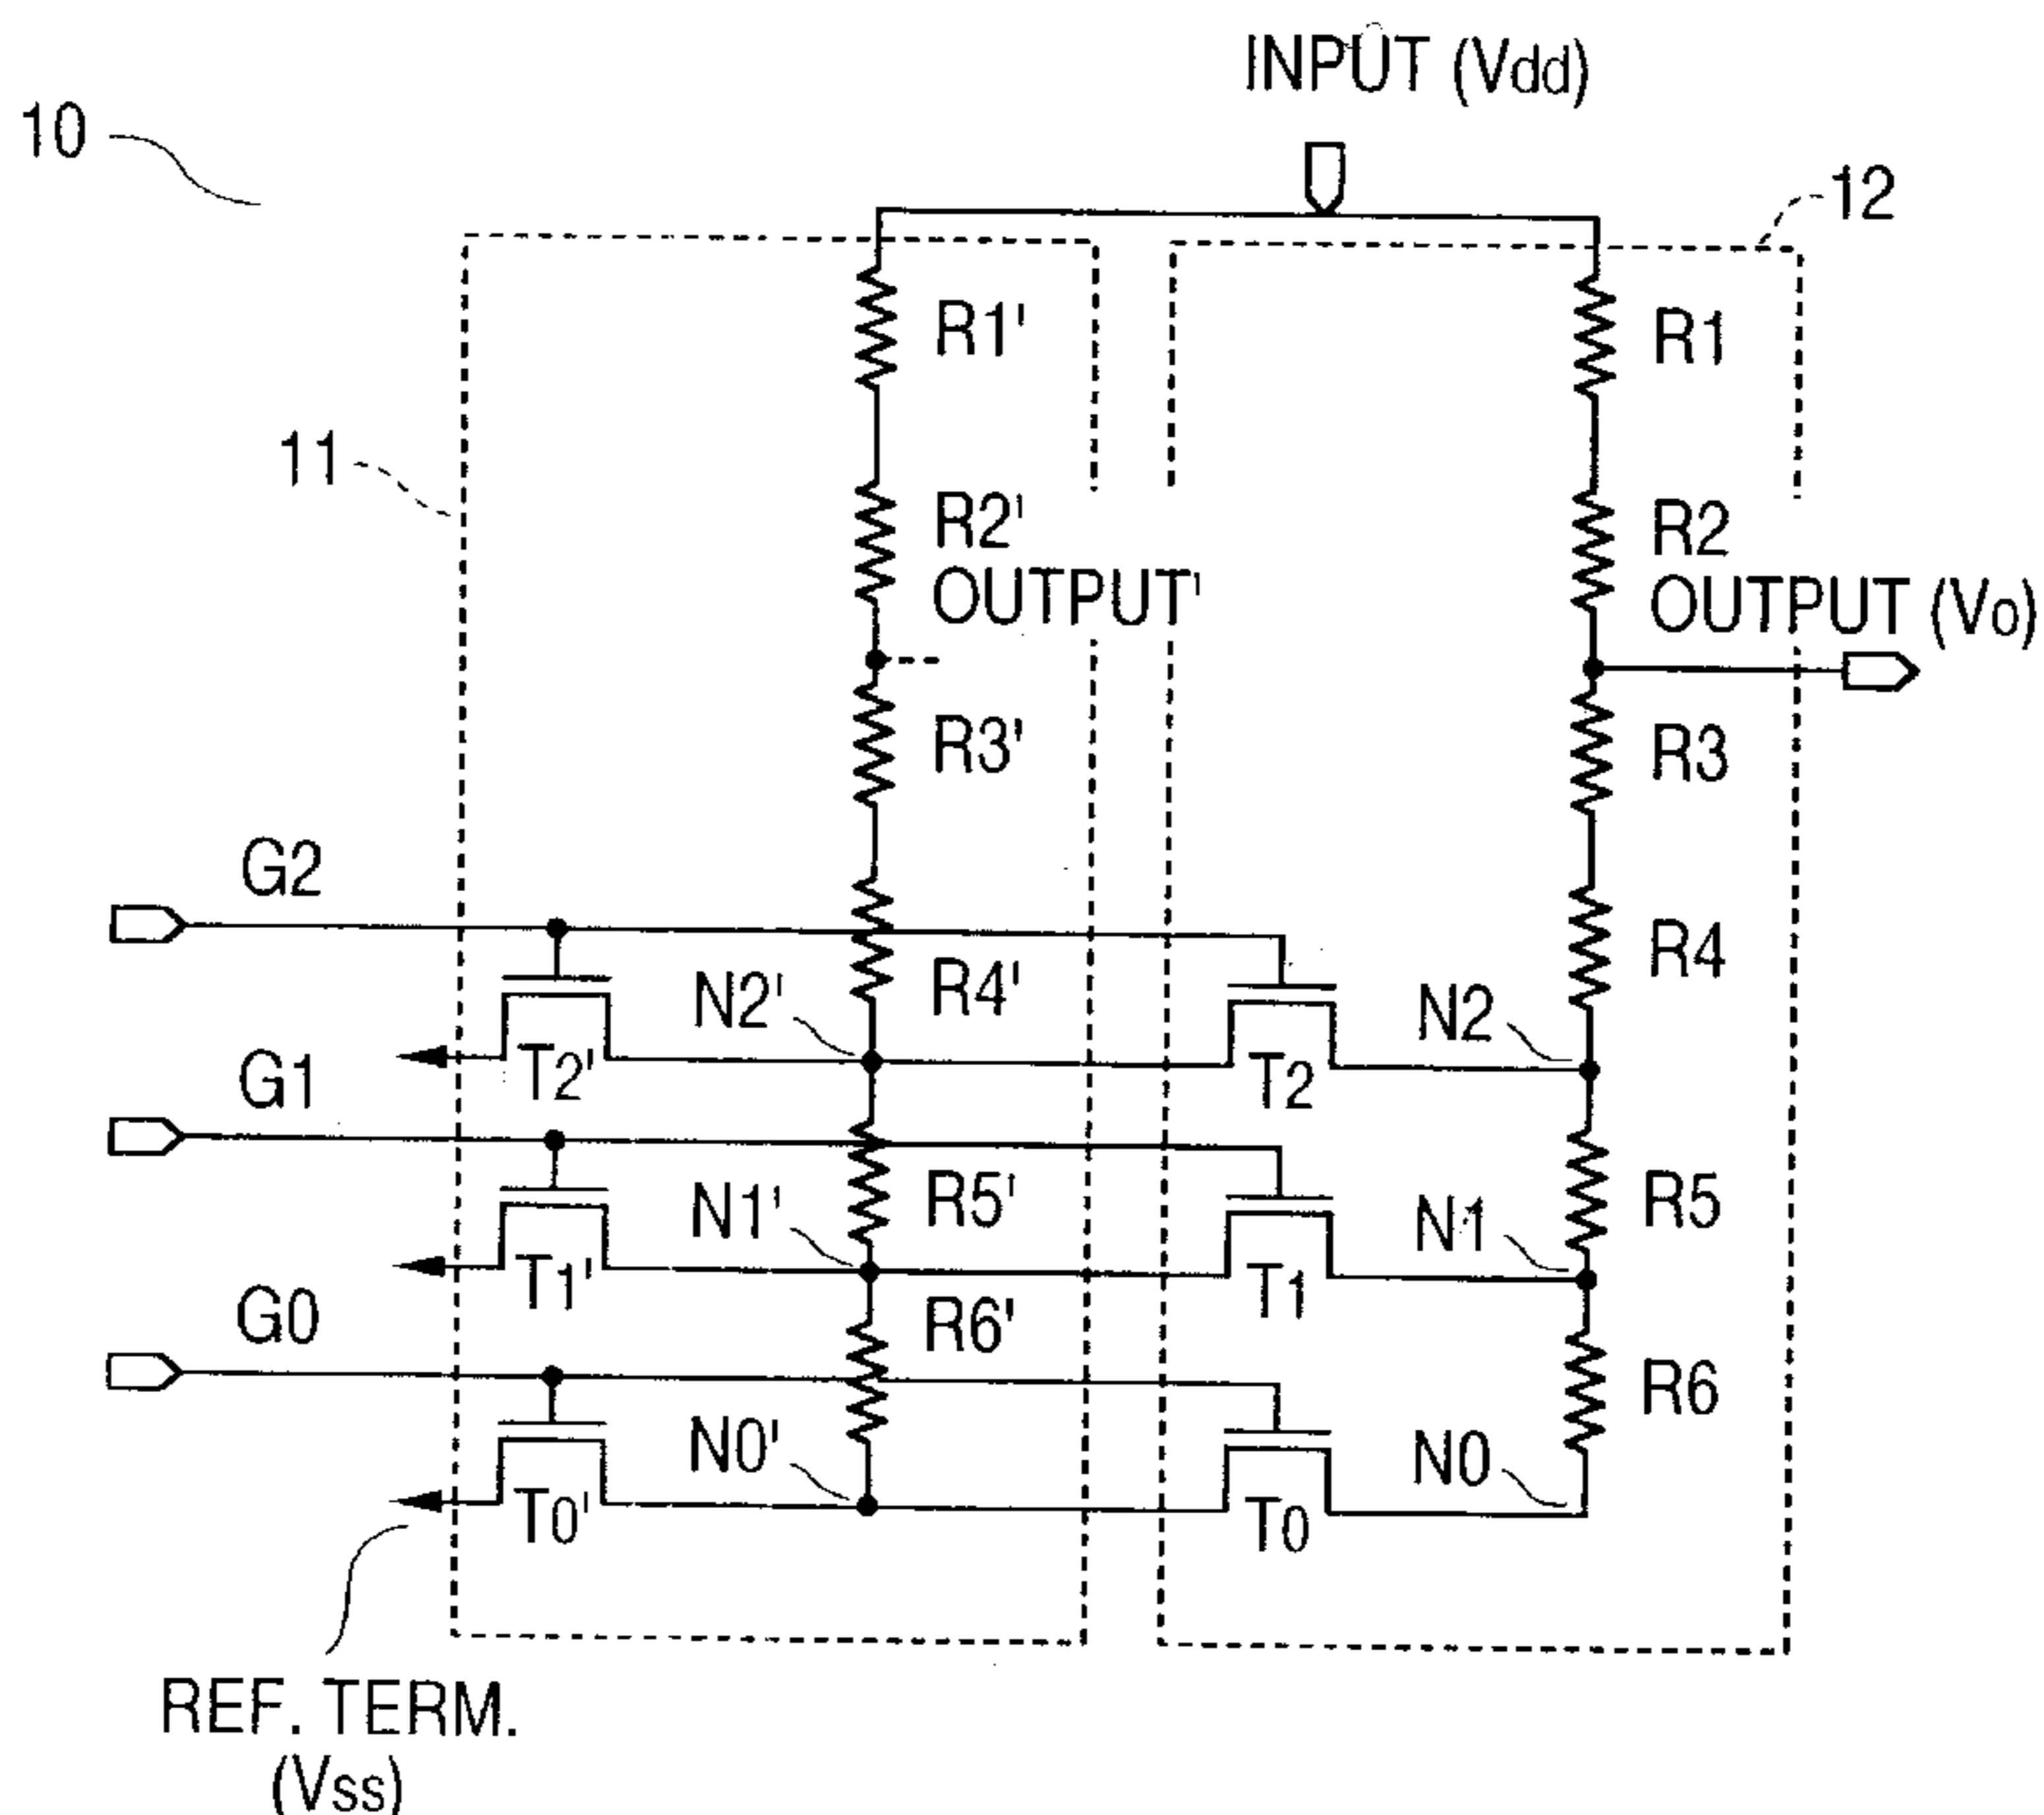 INPUT (Vdd)
10
12
R1'
R1
11
R2'
R2
OUTPUT'
OUTPUT (Vo)
R3'
R3
G2
R4'
R4
N2'
N2
T2'
T2
G1
R5'
R5
N1'
N1
T1'
T1
G0
R6'
R6
N0'
N0
T0'
T0
REF. TERM.
(Vss)